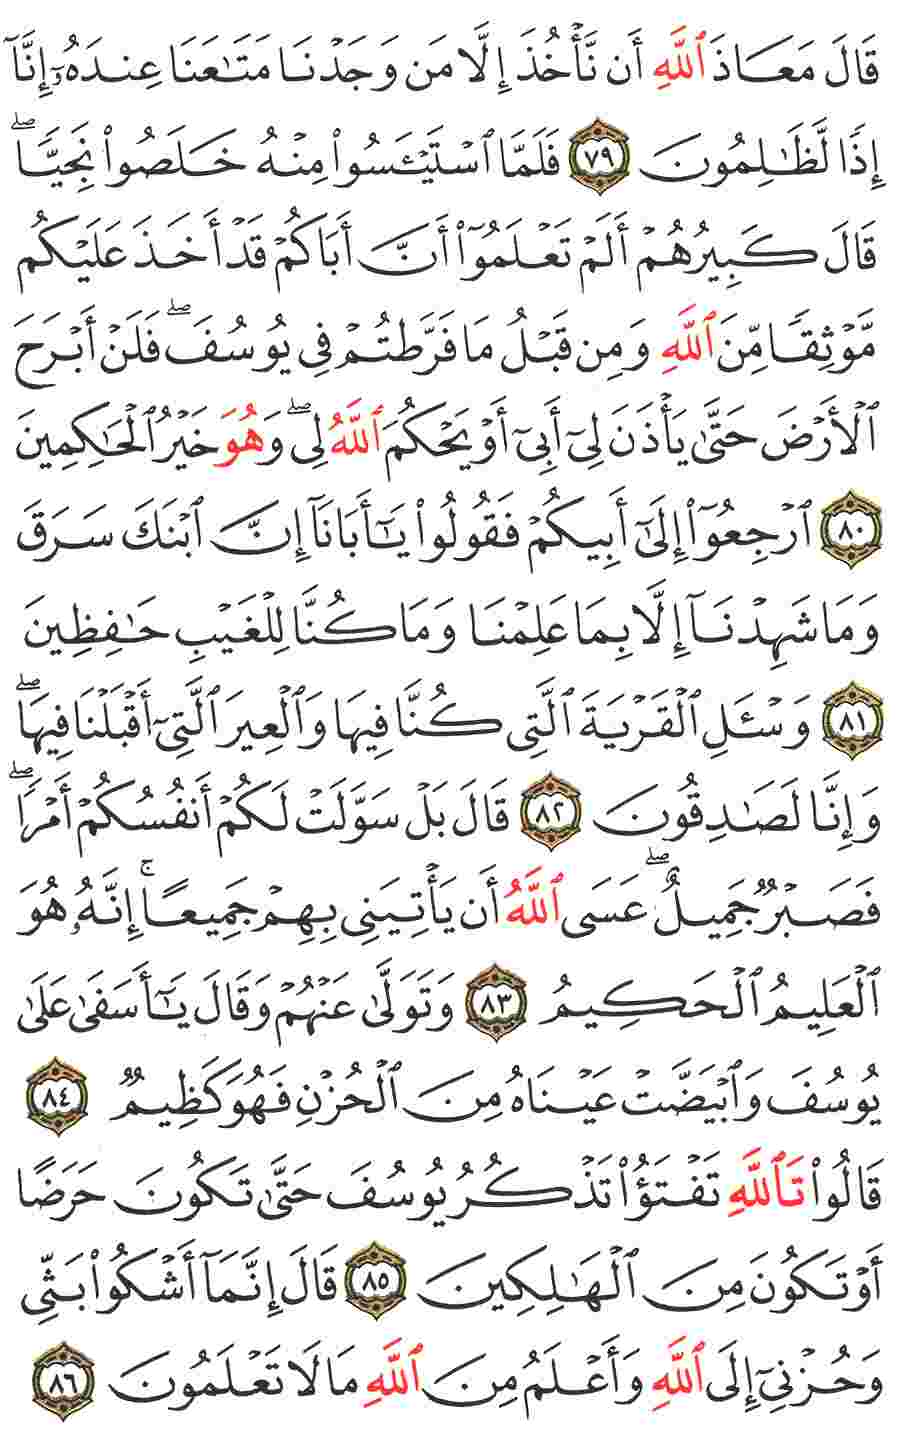 قَالَ مَعَاذَ ٱللَّهِ أَن نَّأْخُذَ إِلَّا مَن وَجَدْنَا مَتَٰعَنَا عِندَهُۥٓ إِنَّآ
إِذًا لَّظَٰلِمُونَ ٧٩ فَلَمَّا ٱسْتَيْـَٔسُوا۟ مِنْهُ خَلَصُوا۟ نَجِيًّا ۖ
قَالَ كَبِيرُهُمْ أَلَمْ تَعْلَمُوٓا۟ أَنَّ أَبَاكُمْ قَدْ أَخَذَ عَلَيْكُم
مَّوْثِقًا مِّنَ ٱللَّهِ وَمِن قَبْلُ مَا فَرَّطتُمْ فِى يُوسُفَ ۖ فَلَنْ أَبْرَحَ
ٱلْأَرْضَ حَتَّىٰ يَأْذَنَ لِىٓ أَبِىٓ أَوْ يَحْكُمَ ٱللَّهُ لِى ۖ وَهُوَ خَيْرُ ٱلْحَٰكِمِينَ
٨٠ ٱرْجِعُوٓا۟ إِلَىٰٓ أَبِيكُمْ فَقُولُوا۟ يَٰٓأَبَانَآ إِنَّ ٱبْنَكَ سَرَقَ
وَمَا شَهِدْنَآ إِلَّا بِمَا عَلِمْنَا وَمَا كُنَّا لِلْغَيْبِ حَٰفِظِينَ
٨١ وَسْـَٔلِ ٱلْقَرْيَةَ ٱلَّتِى كُنَّا فِيهَا وَٱلْعِيرَ ٱلَّتِىٓ أَقْبَلْنَا فِيهَا ۖ
وَإِنَّا لَصَٰدِقُونَ ٨٢ قَالَ بَلْ سَوَّلَتْ لَكُمْ أَنفُسُكُمْ أَمْرًا ۖ
فَصَبْرٌ جَمِيلٌ ۖ عَسَى ٱللَّهُ أَن يَأْتِيَنِى بِهِمْ جَمِيعًا ۚ إِنَّهُۥ هُوَ
ٱلْعَلِيمُ ٱلْحَكِيمُ ٨٣ وَتَوَلَّىٰ عَنْهُمْ وَقَالَ يَٰٓأَسَفَىٰ عَلَىٰ
يُوسُفَ وَٱبْيَضَّتْ عَيْنَاهُ مِنَ ٱلْحُزْنِ فَهُوَ كَظِيمٌ ٨٤
قَالُوا۟ تَٱللَّهِ تَفْتَؤُا۟ تَذْكُرُ يُوسُفَ حَتَّىٰ تَكُونَ حَرَضًا
أَوْ تَكُونَ مِنَ ٱلْهَٰلِكِينَ ٨٥ قَالَ إِنَّمَآ أَشْكُوا۟ بَثِّى
وَحُزْنِىٓ إِلَى ٱللَّهِ وَأَعْلَمُ مِنَ ٱللَّهِ مَا لَا تَعْلَمُونَ ٨٦